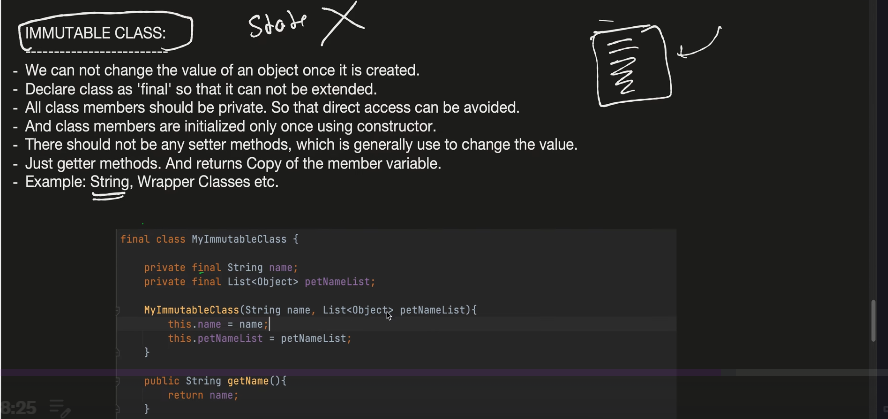 State X
IMMUTABLE CLASS:
-----------------------
- We can not change the value of an object once it is created.
- Declare class as 'final' so that it can not be extended.
- All class members should be private. So that direct access can be avoided.
- And class members are initialized only once using constructor.
- There should not be any setter methods, which is generally use to change the value.
- Just getter methods. And returns Copy of the member variable.
- Example: String, Wrapper Classes etc.
final class MyImmutableClass {
private final String name;
private final List<Object> petNameList;
MyImmutableClass(String name, List<Object> petNameList){
this.name = name;
this.petNameList = petNameList;
}
public String getName(){
return name;
}
8:25